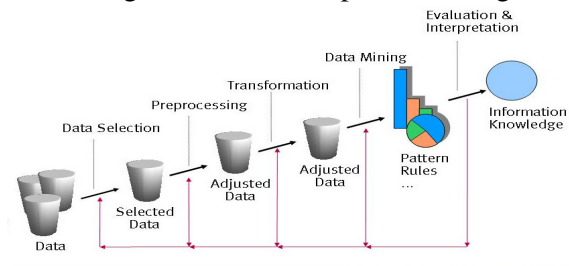 Evaluation &
Interpretation
Data Mining
Transformation
Preprocessing
Data Selection
Information
Knowledge
Pattern
Rules
...
Adjusted
Data
Adjusted
Data
Selected
Data
Data